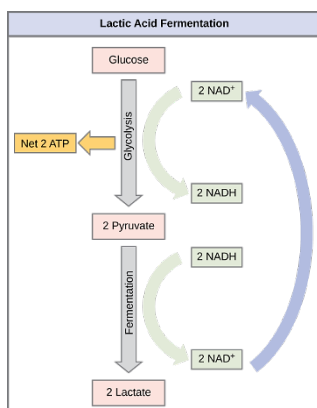 Lactic Acid Fermentation
Glucose
2 NAD⁺
Glycolysis
Net 2 ATP
2 NADH
2 Pyruvate
2 NADH
Fermentation
2 NAD⁺
2 Lactate